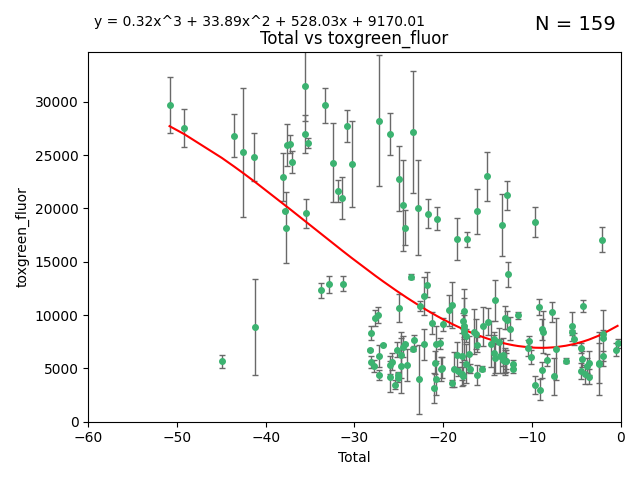 y = 0.32x^3 + 33.89x^2 + 528.03x + 9170.01
N = 159
Total vs toxgreen_fluor
toxgreen_fluor
30000
25000
20000
15000
10000
5000
0
−60
−50
−40
−30
−20
−10
0
Total